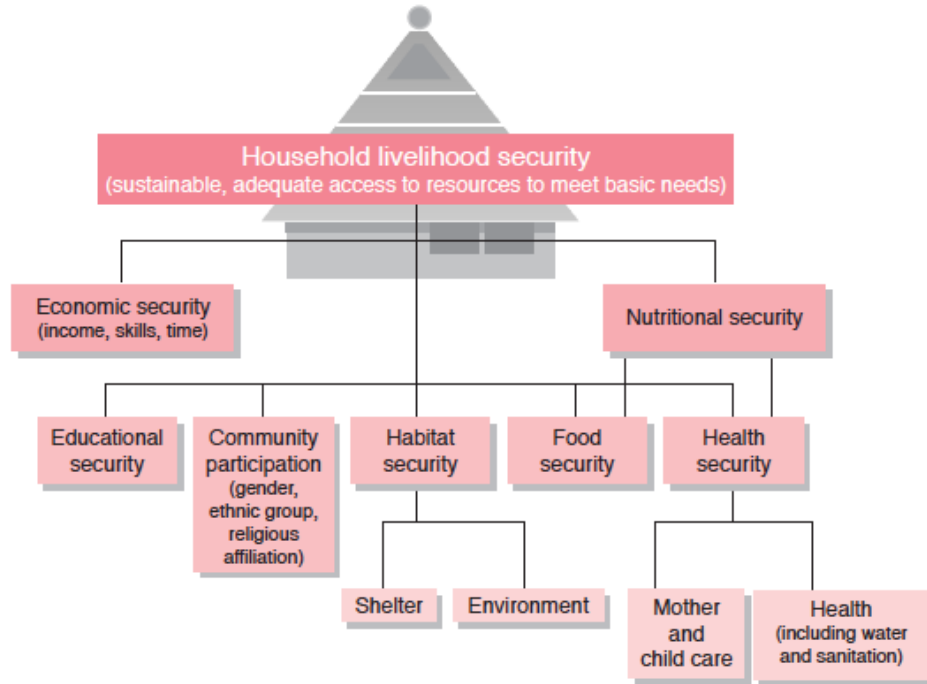 Household livelihood security
(sustainable, adequate access to resources to meet basic needs)
Economic security
(income, skills, time)
Nutritional security
Educational
security
Community
participation
(gender,
ethnic group,
religious
affiliation)
Habitat
security
Food
security
Health
security
Shelter
Environment
Mother
and
child care
Health
(including water
and sanitation)